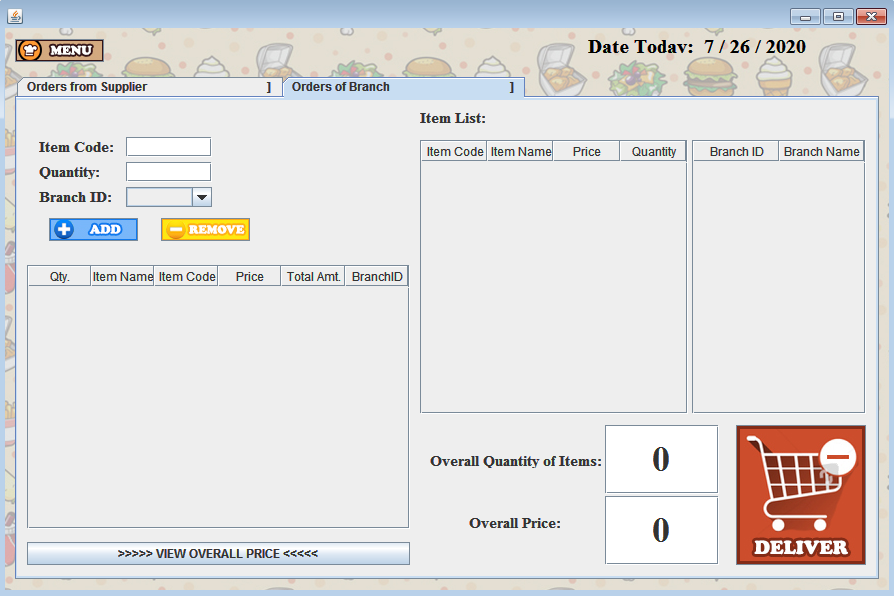 MENU
Date Today: 7 / 26 / 2020
Orders from Supplier ]
Orders of Branch ]
Item List:
Item Code:
Quantity:
Branch ID:
ADD
REMOVE
Qty. Item Name Item Code Price Total Amt. BranchID
>>>>> VIEW OVERALL PRICE <<<<<
Item Code Item Name Price Quantity
Branch ID Branch Name
Overall Quantity of Items: 0
Overall Price: 0
DELIVER